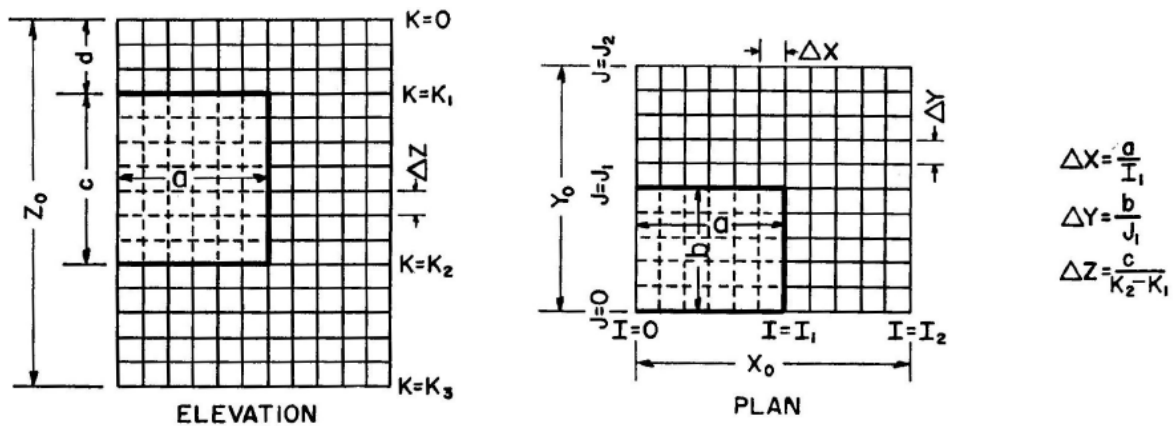 K=0
d
K=K₁
c
a
ΔZ
Z₀
K=K₂
K=K₃
ELEVATION
J=J₂
ΔX
ΔY
Y₀
J=J₁
a
b
J=0
I=0
I=I₁
I=I₂
X₀
PLAN
ΔX=a/I₁
ΔY=b/J₁
ΔZ=c/K₂-K₁